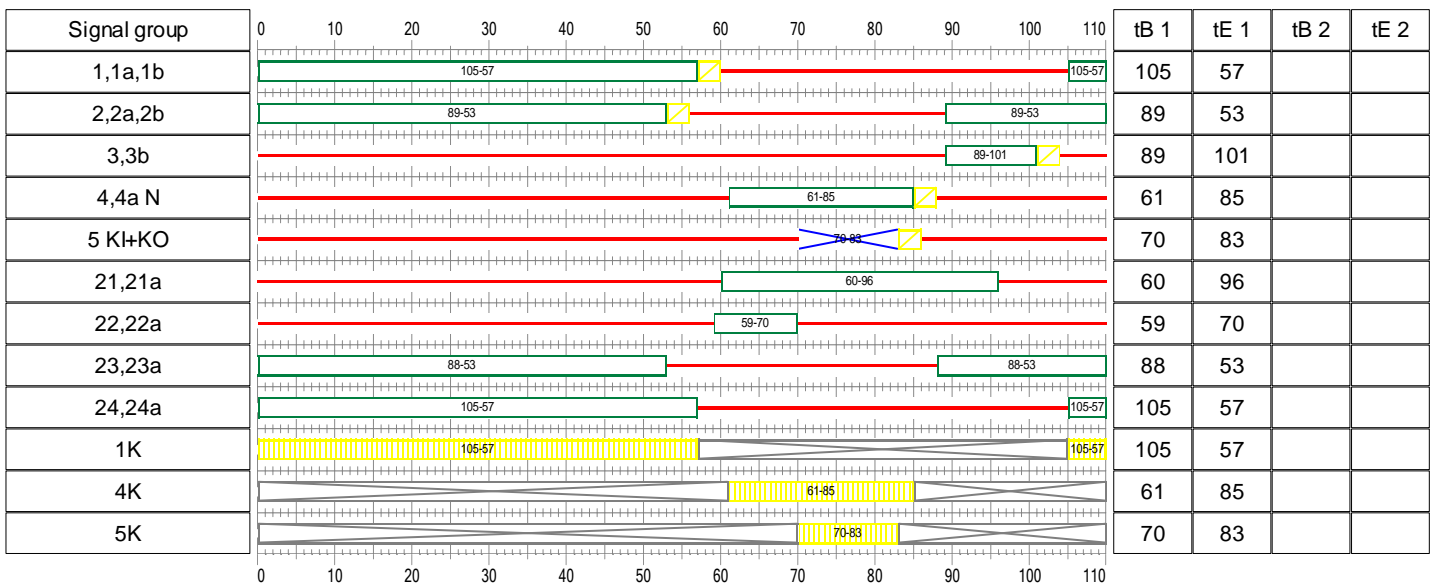 Signal group 0 10 20 30 40 50 60 70 80 90 100 110 tB 1 tE 1 tB 2 tE 2
1,1a,1b 105-57 105-57 105 57
2,2a,2b 89-53 89-53 89 53
3,3b 89-101 89 101
4,4a N 61-85 61 85
5 KI+KO 70-83 70 83
21,21a 60-96 60 96
22,22a 59-70 59 70
23,23a 88-53 88-53 88 53
24,24a 105-57 105-57 105 57
1K 105-57 105-57 105 57
4K 61-85 61 85
5K 70-83 70 83
0 10 20 30 40 50 60 70 80 90 100 110